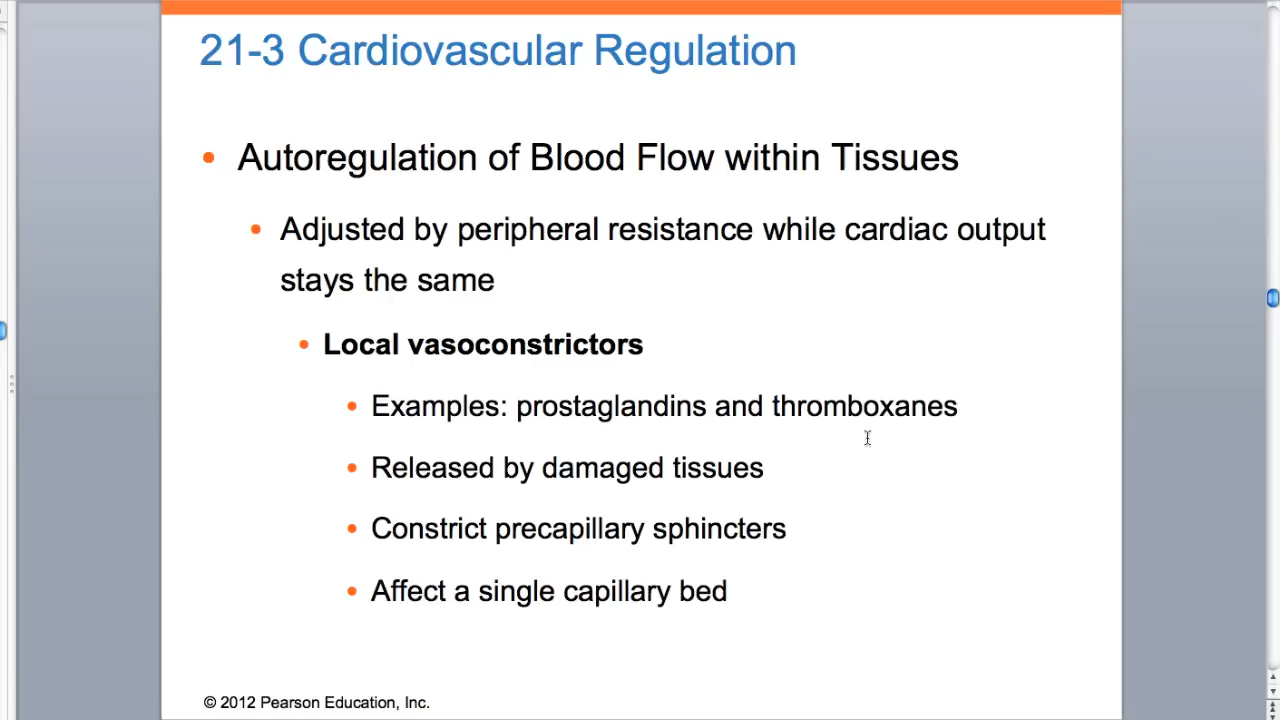 21-3 Cardiovascular Regulation
• Autoregulation of Blood Flow within Tissues
• Adjusted by peripheral resistance while cardiac output
stays the same
• Local vasoconstrictors
• Examples: prostaglandins and thromboxanes
• Released by damaged tissues
• Constrict precapillary sphincters
• Affect a single capillary bed
© 2012 Pearson Education, Inc.